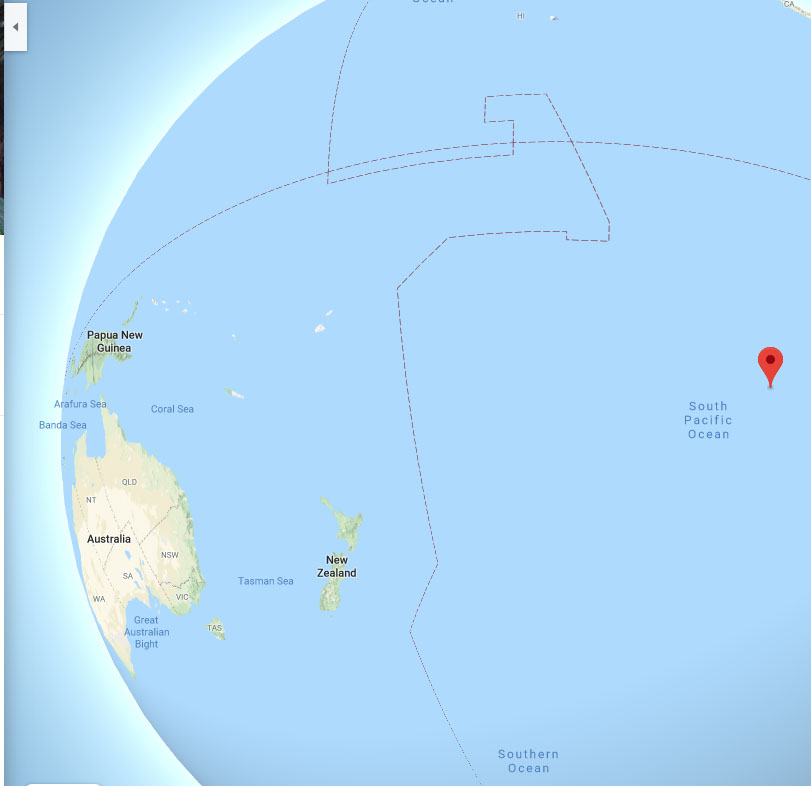 Ocean
HI
CA
Papua New
Guinea
Arafura Sea
Coral Sea
Banda Sea
South
Pacific
Ocean
QLD
NT
Australia
NSW
New
Zealand
SA
Tasman Sea
WA
VIC
Great
Australian
Bight
TAS
Southern
Ocean